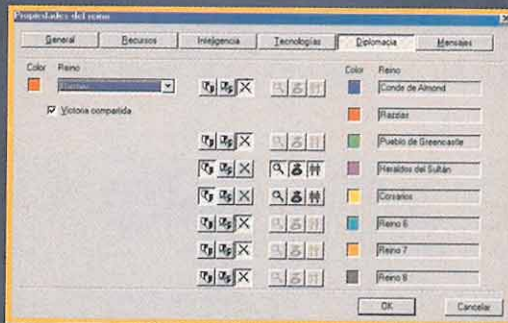 Propiedades del reino
General Recursos Inteligencia Tecnologías Diplomacia Mensajes
Color Reino Color Reino
Razzias Conde de Almond
Victoria compartida Razzias
Pueblo de Greencastle
Heraldos del Sultán
Corsarios
Reino 6
Reino 7
Reino 8
OK Cancelar